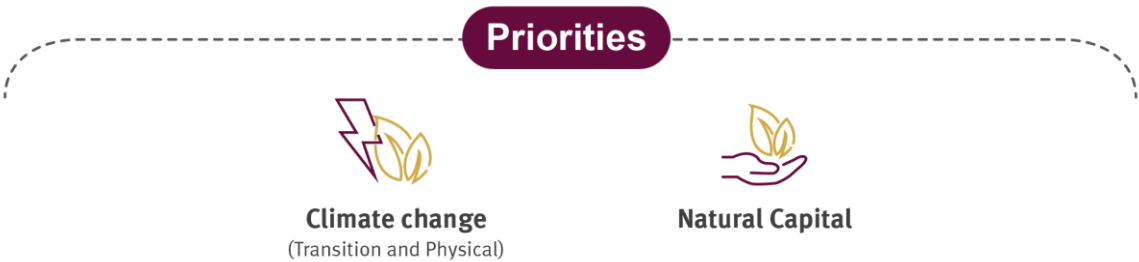 Priorities
Climate change
(Transition and Physical)
Natural Capital